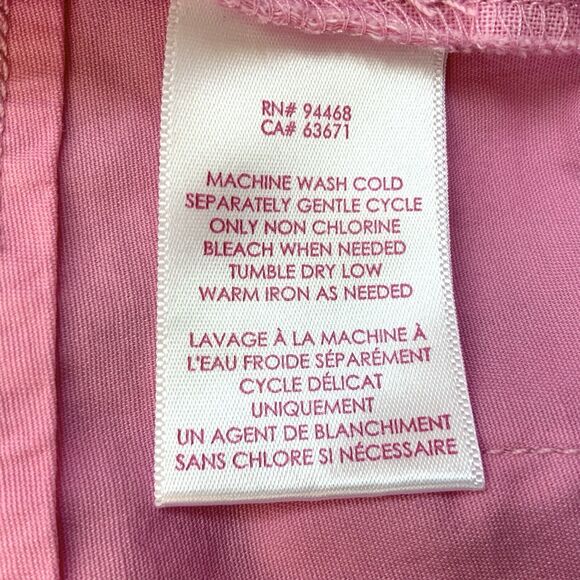 RN# 94468
CA# 63671
MACHINE WASH COLD
SEPARATELY GENTLE CYCLE
ONLY NON CHLORINE
BLEACH WHEN NEEDED
TUMBLE DRY LOW
WARM IRON AS NEEDED
LAVAGE À LA MACHINE À
L'EAU FROIDE SÉPARÉMENT
CYCLE DÉLICAT
UNIQUEMENT
UN AGENT DE BLANCHIMENT
SANS CHLORE SI NÉCESSAIRE